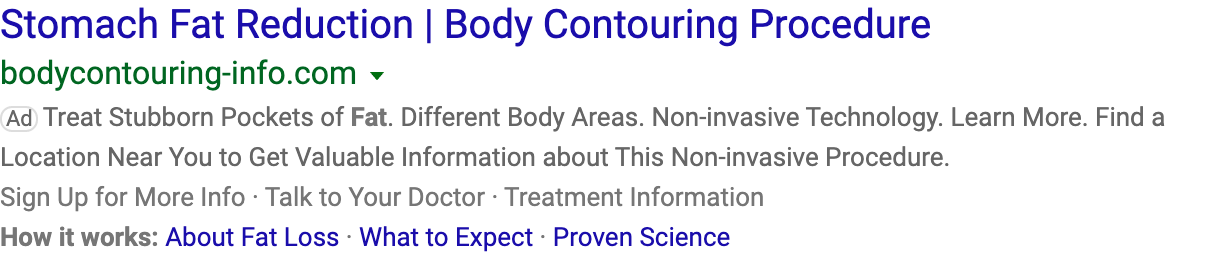 Stomach Fat Reduction | Body Contouring Procedure
bodycontouring-info.com
Ad Treat Stubborn Pockets of Fat. Different Body Areas. Non-invasive Technology. Learn More. Find a
Location Near You to Get Valuable Information about This Non-invasive Procedure.
Sign Up for More Info · Talk to Your Doctor · Treatment Information
How it works: About Fat Loss · What to Expect · Proven Science